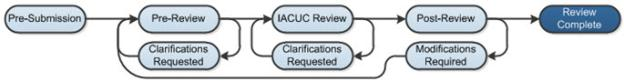 Pre-Submission
Pre-Review
IACUC Review
Post-Review
Review
Complete
Clarifications
Requested
Clarifications
Requested
Modifications
Required